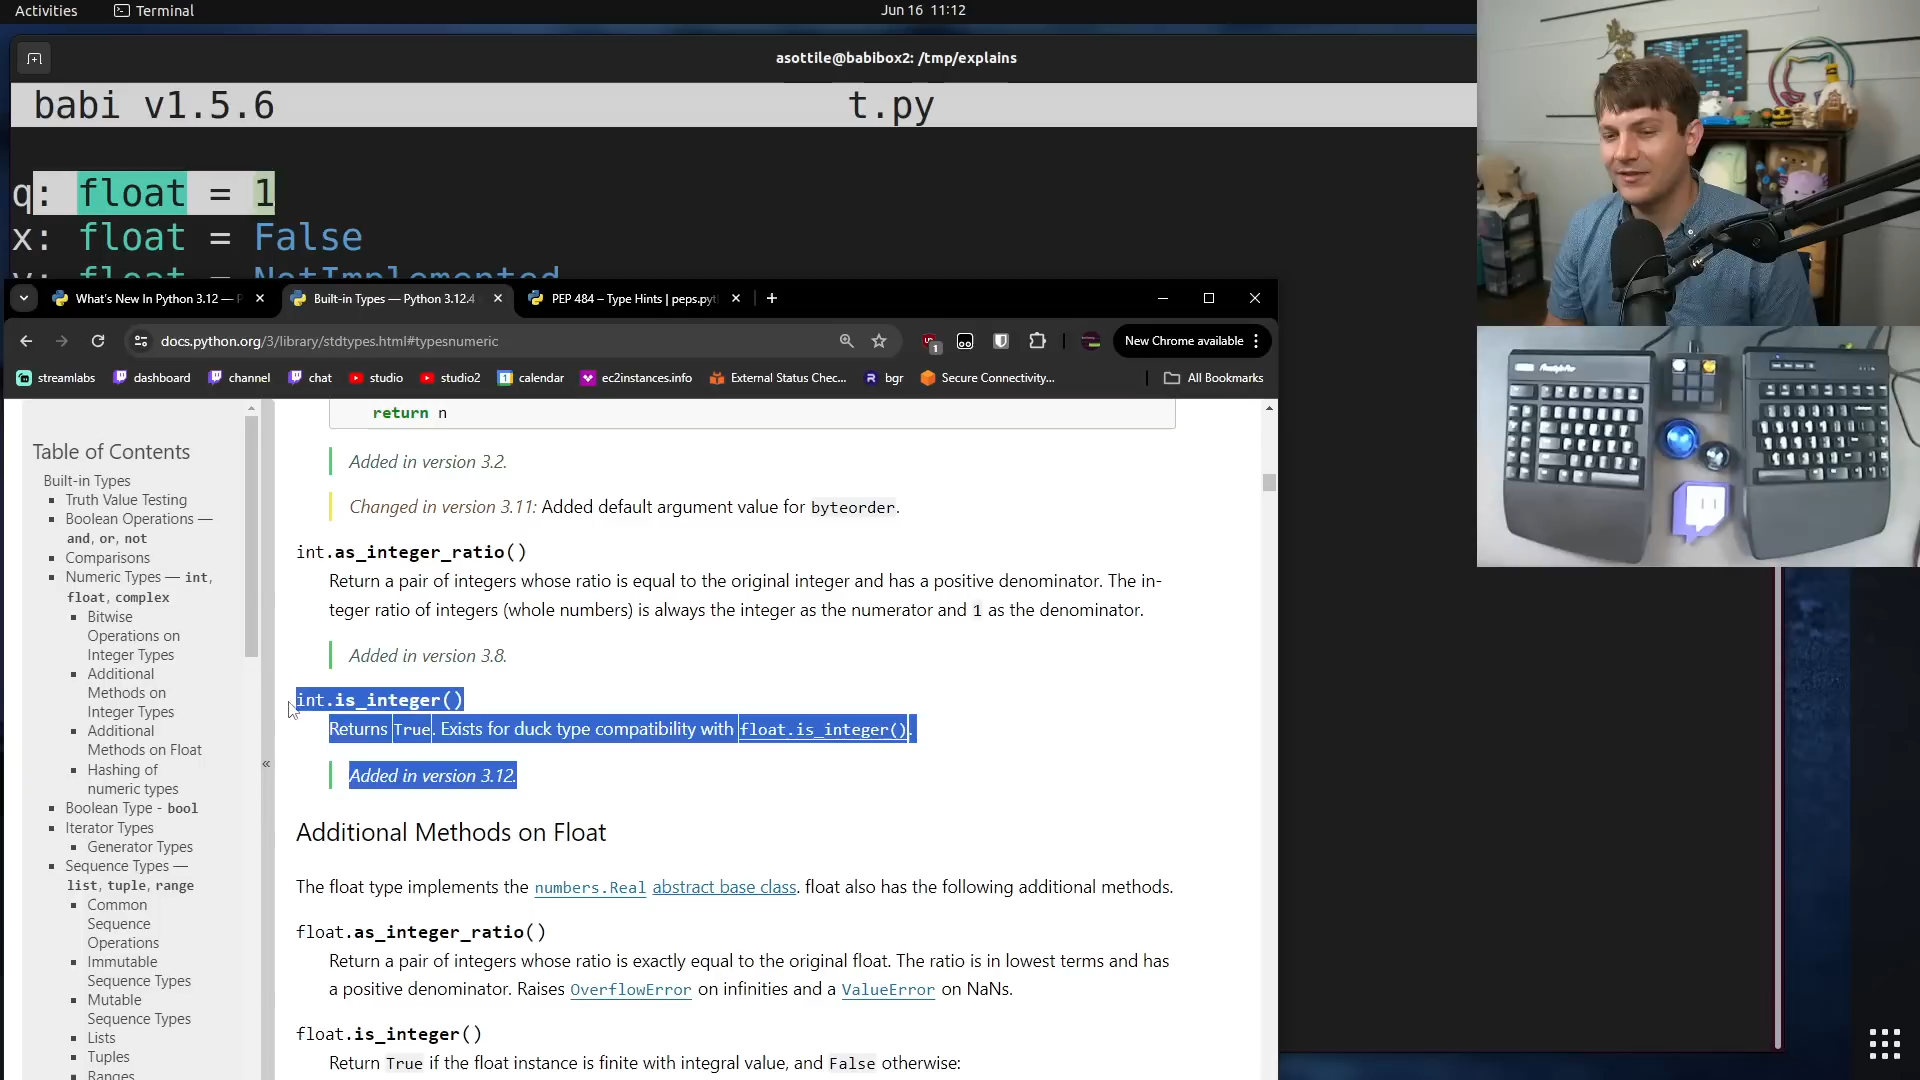 Activities
Terminal
Jun 16 11:12
asottile@babibox2: /tmp/explains
babi v1.5.6
t.py
q: float = 1
x: float = False
y: float = NotImplemented
What's New In Python 3.12 —
Built-in Types — Python 3.12.4
PEP 484 – Type Hints | peps.pyt
docs.python.org/3/library/stdtypes.html#typesnumeric
1
New Chrome available
streamlabs
dashboard
channel
chat
studio
studio2
calendar
ec2instances.info
External Status Chec...
bgr
Secure Connectivity...
All Bookmarks
Table of Contents
Built-in Types
Truth Value Testing
Boolean Operations —
and, or, not
Comparisons
Numeric Types — int,
float, complex
Bitwise
Operations on
Integer Types
Additional
Methods on
Integer Types
Additional
Methods on Float
Hashing of
numeric types
Boolean Type - bool
Iterator Types
Generator Types
Sequence Types —
list, tuple, range
Common
Sequence
Operations
Immutable
Sequence Types
Mutable
Sequence Types
Lists
Tuples
Ranges
«
return n
Added in version 3.2.
Changed in version 3.11: Added default argument value for byteorder.
int.as_integer_ratio()
Return a pair of integers whose ratio is equal to the original integer and has a positive denominator. The in-
teger ratio of integers (whole numbers) is always the integer as the numerator and 1 as the denominator.
Added in version 3.8.
int.is_integer()
Returns True. Exists for duck type compatibility with float.is_integer().
Added in version 3.12.
Additional Methods on Float
The float type implements the numbers.Real abstract base class. float also has the following additional methods.
float.as_integer_ratio()
Return a pair of integers whose ratio is exactly equal to the original float. The ratio is in lowest terms and has
a positive denominator. Raises OverflowError on infinities and a ValueError on NaNs.
float.is_integer()
Return True if the float instance is finite with integral value, and False otherwise: